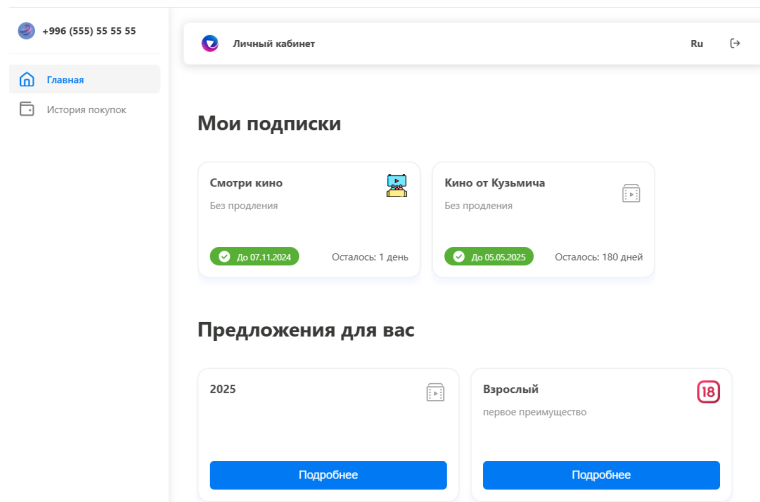 +996 (555) 55 55 55
Главная
История покупок
Личный кабинет
Ru
Мои подписки
Смотри кино
Без продления
До 07.11.2024
Осталось: 1 день
Кино от Кузьмича
Без продления
До 05.05.2025
Осталось: 180 дней
Предложения для вас
2025
Подробнее
Взрослый
18
первое преимущество
Подробнее